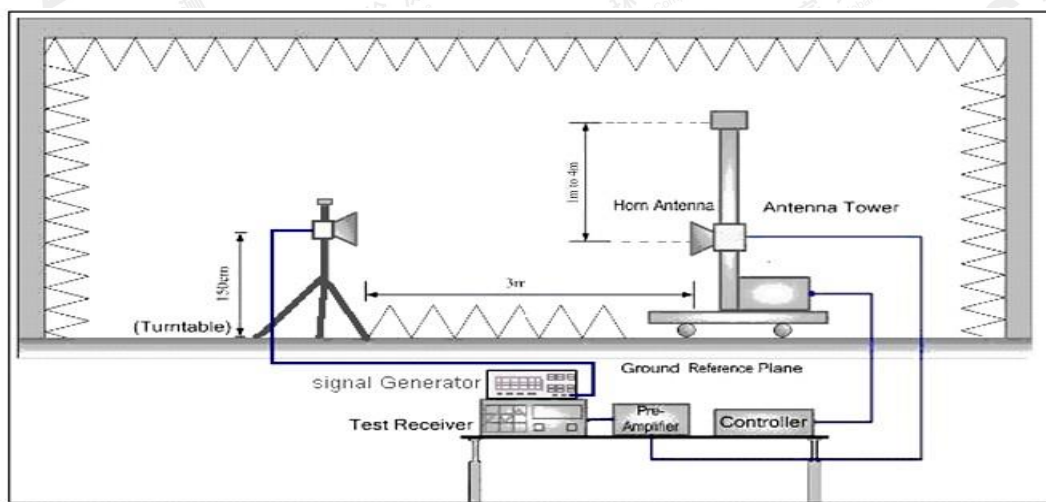 1m to 4m
Horn Antenna
Antenna Tower
150cm
3m
(Turntable)
Ground Reference Plane
signal Generator
Test Receiver
Pre-
Amplifier
Controller